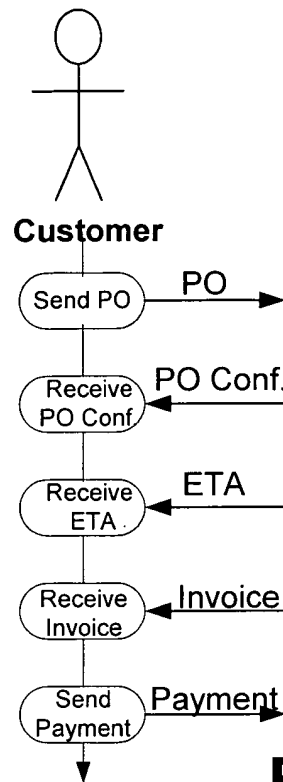 Customer
Send PO
PO
Receive
PO Conf.
PO Conf.
Receive
ETA
ETA
Receive
Invoice
Invoice
Send
Payment
Payment